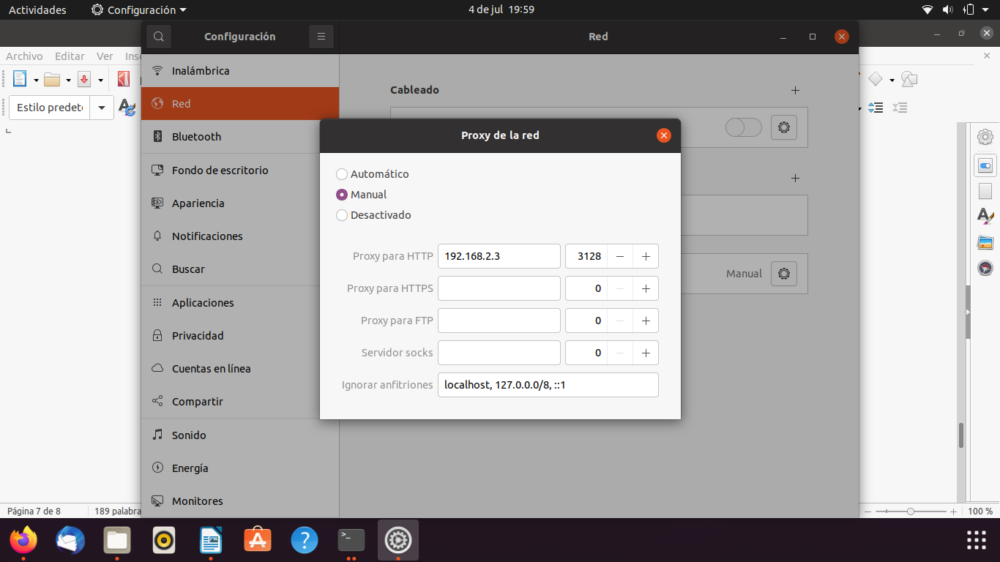 Actividades Configuración 4 de jul 19:59
Configuración Red
Archivo Editar Ver Inse
Inalámbrica
Cableado
Estilo predet
Red
Proxy de la red
Bluetooth
Automático
Fondo de escritorio
Manual
Apariencia
Desactivado
Notificaciones
Proxy para HTTP 192.168.2.3 3128
Buscar
Manual
Proxy para HTTPS 0
Aplicaciones
Proxy para FTP 0
Privacidad
Servidor socks 0
Cuentas en línea
Ignorar anfitriones localhost, 127.0.0.0/8, ::1
Compartir
Sonido
Energía
Monitores
Página 7 de 8 189 palabra 100 %